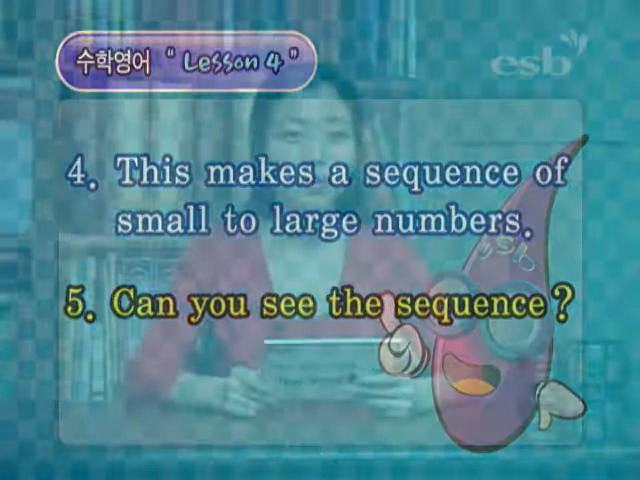 수학영어 "Lesson 4"
esb
4. This makes a sequence of
small to large numbers.
esb
5. Can you see the sequence?